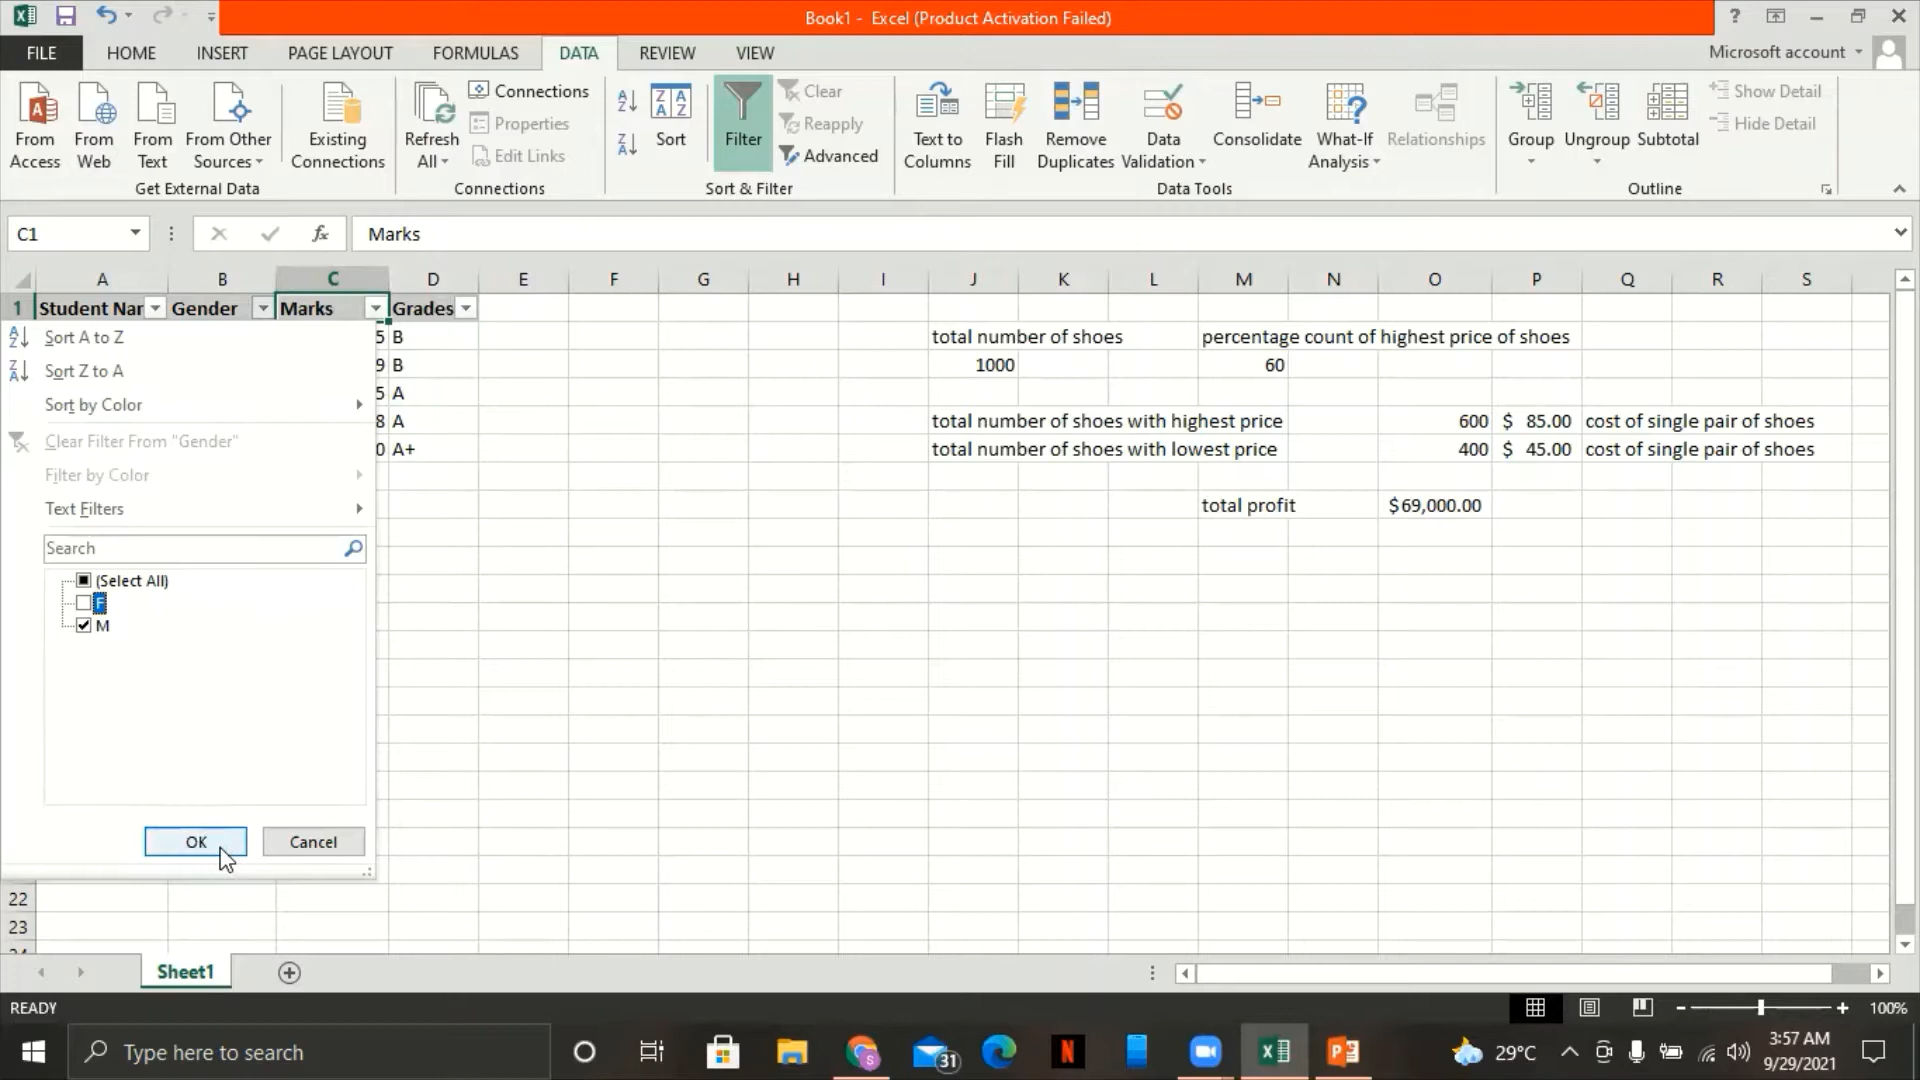 Book1 - Excel (Product Activation Failed)
FILE HOME INSERT PAGE LAYOUT FORMULAS DATA REVIEW VIEW Microsoft account
From Access
From Web
From Text
From Other Sources
Existing Connections
Get External Data
Refresh All
Connections
Properties
Edit Links
Connections
Sort
Filter
Clear
Reapply
Advanced
Sort & Filter
Text to Columns
Flash Fill
Remove Duplicates
Data Validation
Consolidate
What-If Analysis
Relationships
Data Tools
Group
Ungroup
Subtotal
Show Detail
Hide Detail
Outline
C1 fx Marks
A B C D E F G H I J K L M N O P Q R S
1 Student Nar Gender Marks Grades
Sort A to Z
Sort Z to A
Sort by Color
Clear Filter From "Gender"
Filter by Color
Text Filters
Search
(Select All)
F
M
OK Cancel
5 B
9 B
5 A
8 A
0 A+
total number of shoes percentage count of highest price of shoes
1000 60
total number of shoes with highest price 600 $ 85.00 cost of single pair of shoes
total number of shoes with lowest price 400 $ 45.00 cost of single pair of shoes
total profit $69,000.00
22
23
Sheet1
READY 100%
Type here to search
31
29°C
3:57 AM
9/29/2021